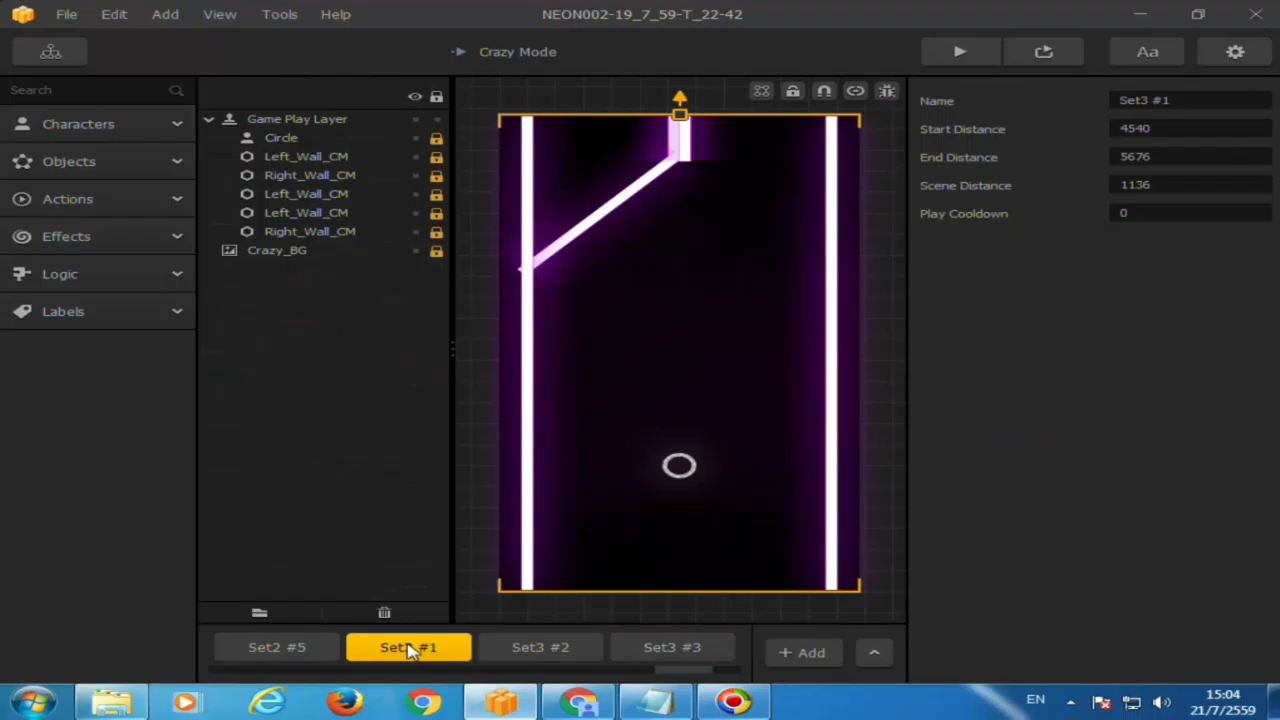 File Edit Add View Tools Help NEON002-19_7_59-T_22-42
Crazy Mode Aa
Search
Characters
Objects
Actions
Effects
Logic
Labels
Game Play Layer
Circle
Left_Wall_CM
Right_Wall_CM
Left_Wall_CM
Left_Wall_CM
Right_Wall_CM
Crazy_BG
Name Set3 #1
Start Distance 4540
End Distance 5676
Scene Distance 1136
Play Cooldown 0
Set2 #5 Set3 #1 Set3 #2 Set3 #3 + Add
EN 15:04
21/7/2559